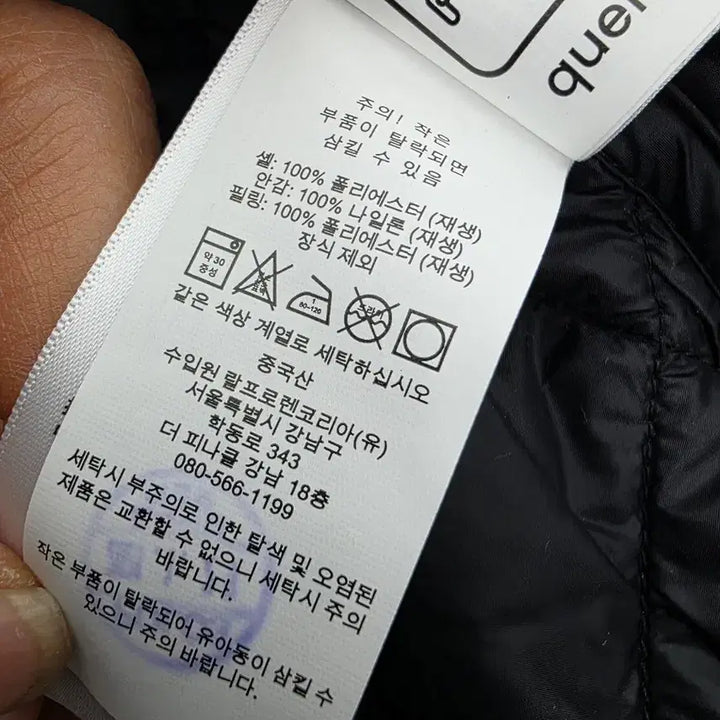 quel
주의! 작은
부품이 탈락되면
삼킬 수 있음
셸: 100% 폴리에스터 (재생)
안감: 100% 나일론 (재생)
필링: 100% 폴리에스터 (재생)
장식 제외
약 30
중성
1
80-120
드라이
같은 색상 계열로 세탁하십시오
중국산
수입원 랄프로렌코리아(유)
서울특별시 강남구
학동로 343
더 피나클 강남 18층
080-566-1199
세탁시 부주의로 인한 탈색 및 오염된
제품은 교환할 수 없으니 세탁시 주의
바랍니다.
작은 부품이 탈락되어 유아동이 삼킬 수
있으니 주의 바랍니다.